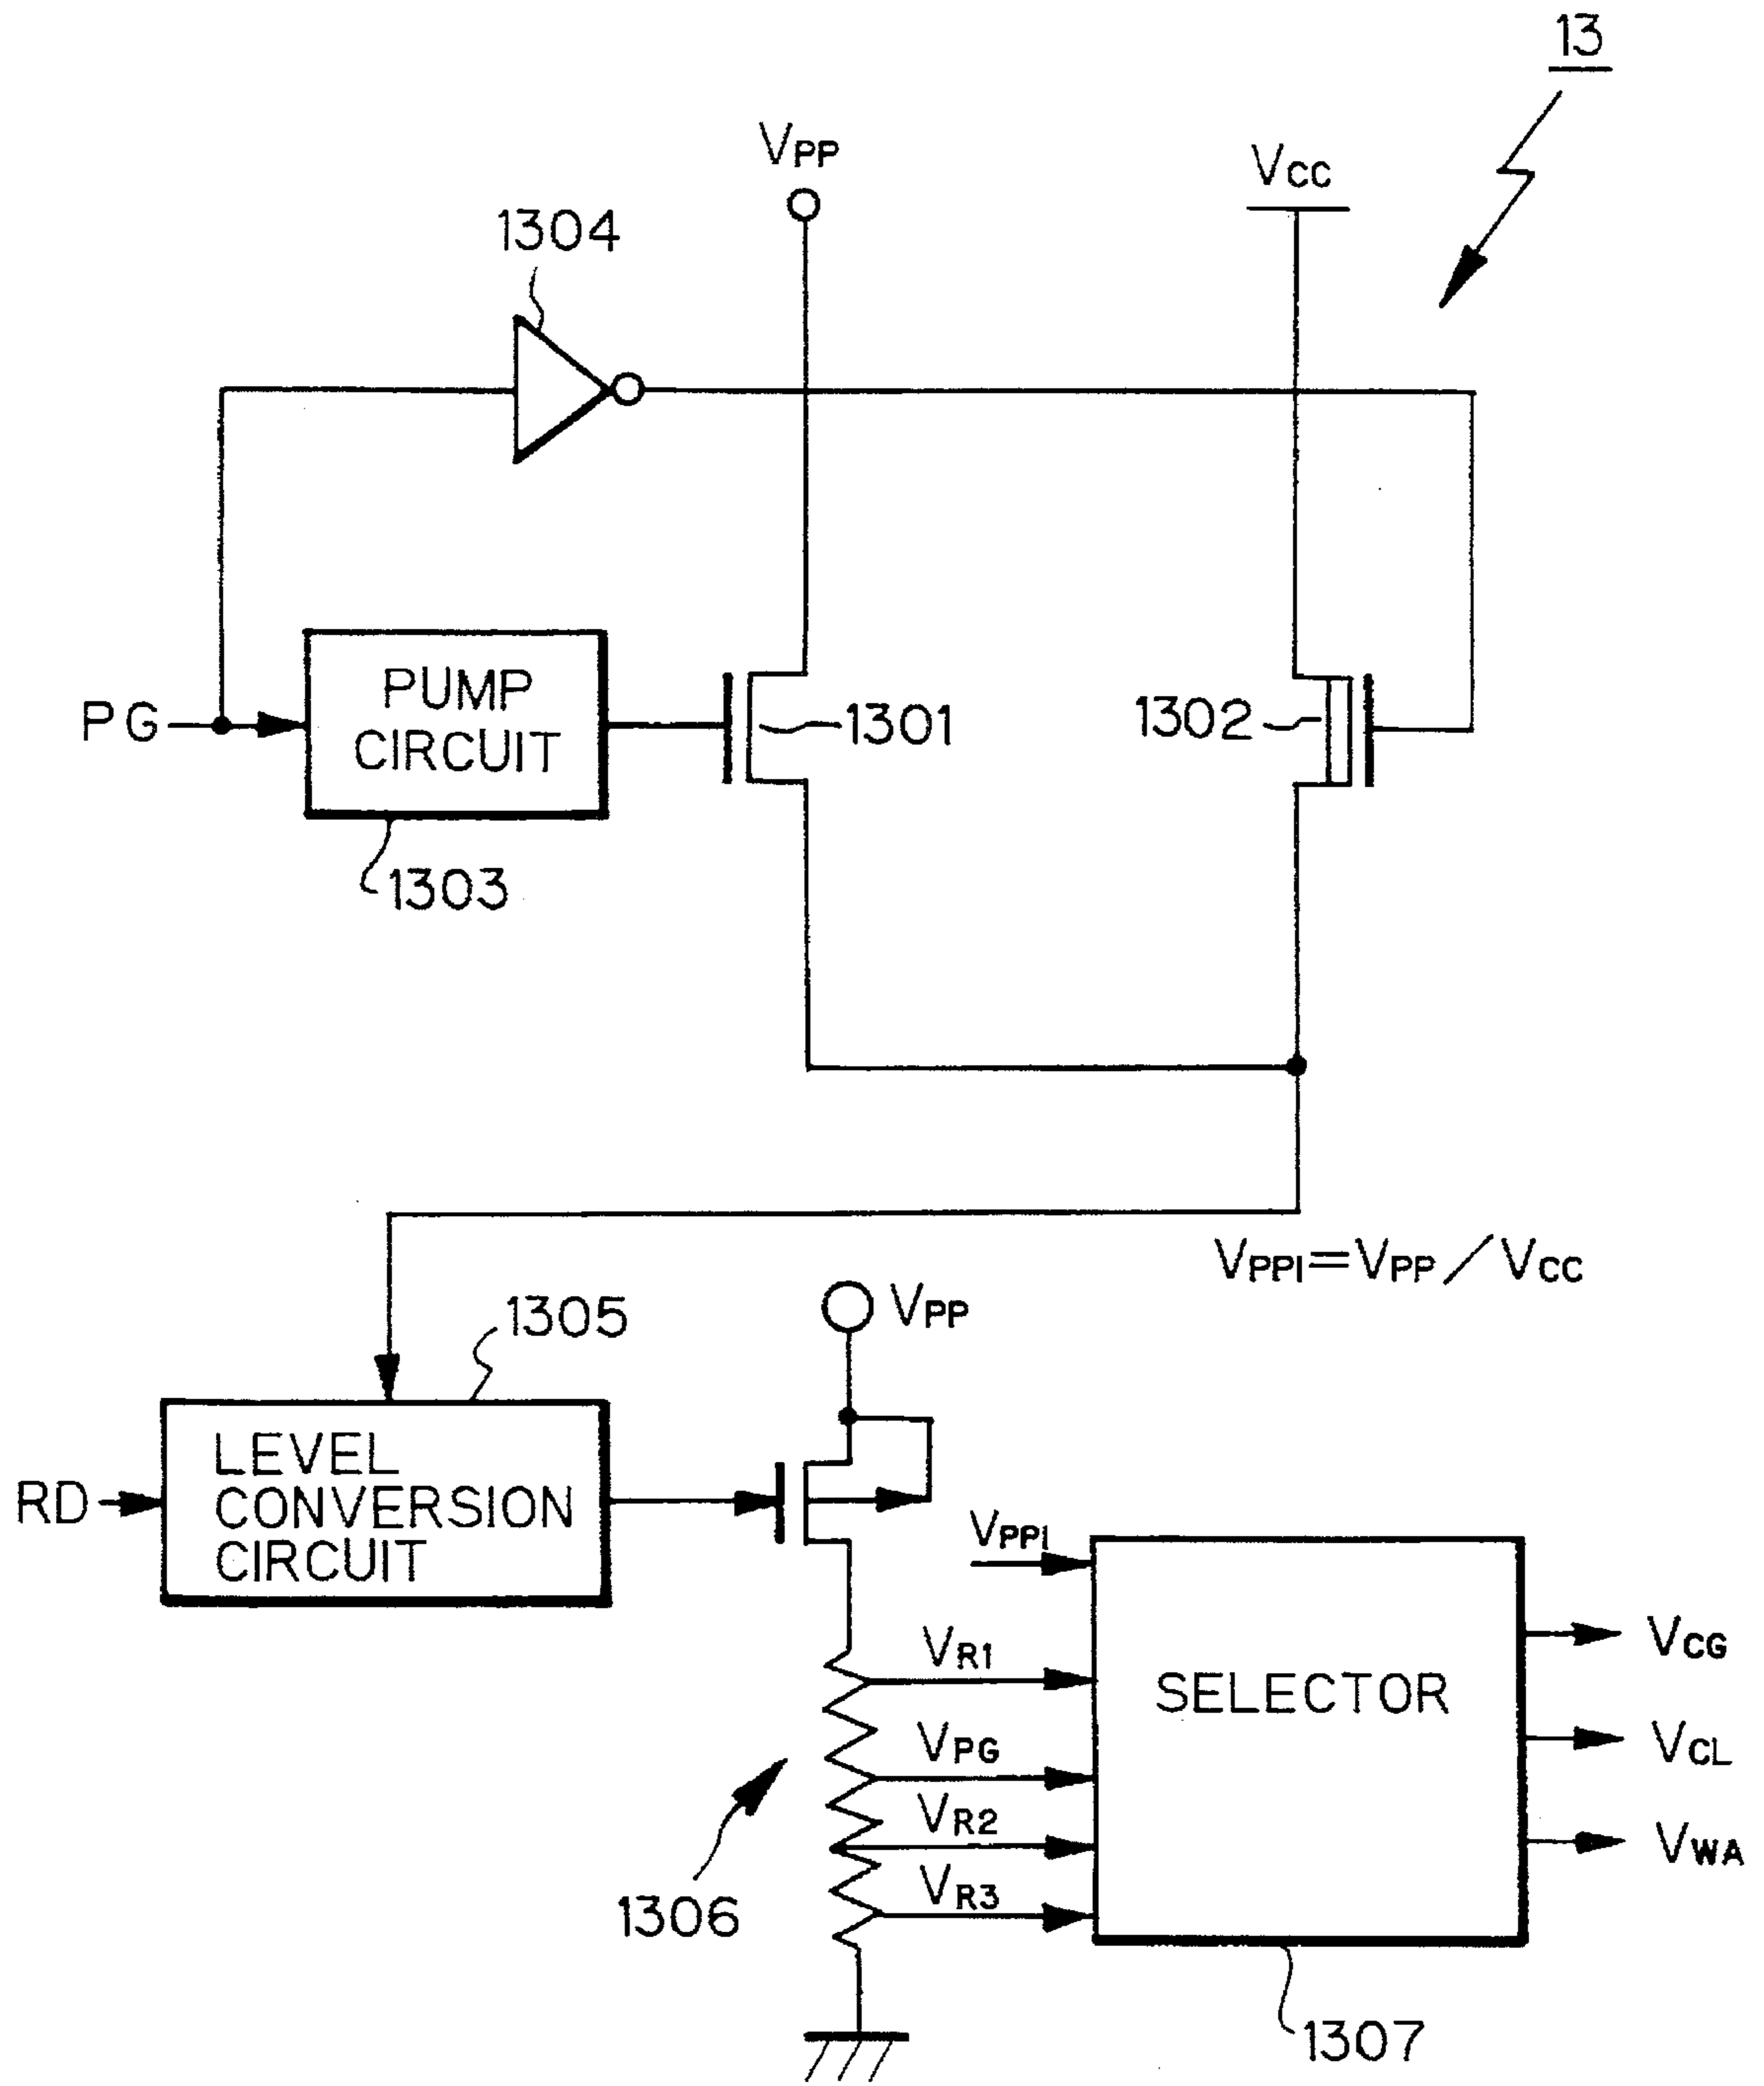 13
VPP
VCC
1304
PUMP
CIRCUIT
PG
1301
1302
1303
VPPI=VPP/VCC
VPP
1305
LEVEL
CONVERSION
CIRCUIT
RD
VPPI
VR1
SELECTOR
VCG
VPG
VCL
VR2
VWA
VR3
1306
1307